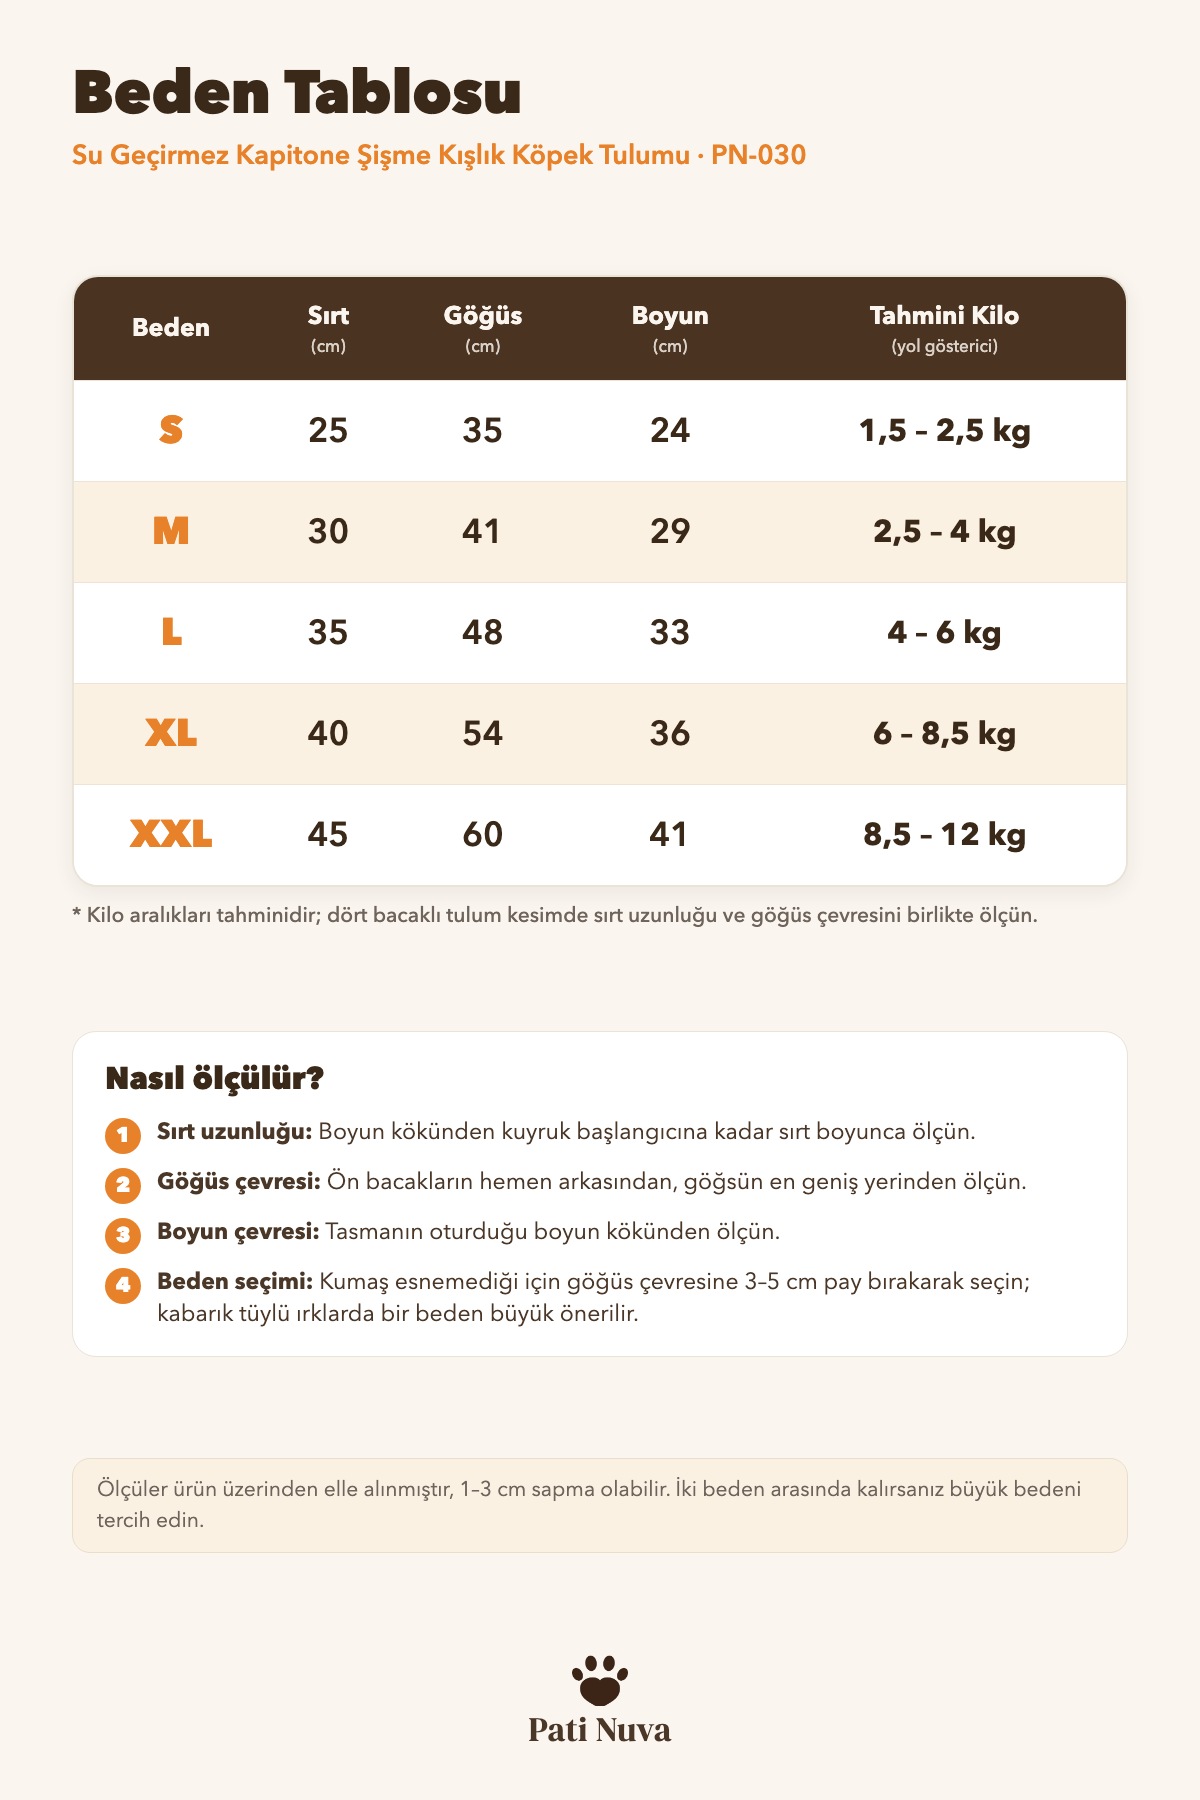 Beden Tablosu
Su Geçirmez Kapitone Şişme Kışlık Köpek Tulumu · PN-030
Beden Sırt (cm) Göğüs (cm) Boyun (cm) Tahmini Kilo (yol gösterici)
S 25 35 24 1,5 – 2,5 kg
M 30 41 29 2,5 – 4 kg
L 35 48 33 4 – 6 kg
XL 40 54 36 6 – 8,5 kg
XXL 45 60 41 8,5 – 12 kg
* Kilo aralıkları tahminidir; dört bacaklı tulum kesimde sırt uzunluğu ve göğüs çevresini birlikte ölçün.
Nasıl ölçülür?
1 Sırt uzunluğu: Boyun kökünden kuyruk başlangıcına kadar sırt boyunca ölçün.
2 Göğüs çevresi: Ön bacakların hemen arkasından, göğsün en geniş yerinden ölçün.
3 Boyun çevresi: Tasmanın oturduğu boyun kökünden ölçün.
4 Beden seçimi: Kumaş esnemediği için göğüs çevresine 3–5 cm pay bırakarak seçin;
kabarık tüylü ırklarda bir beden büyük önerilir.
Ölçüler ürün üzerinden elle alınmıştır, 1–3 cm sapma olabilir. İki beden arasında kalırsanız büyük bedeni
tercih edin.
Pati Nuva